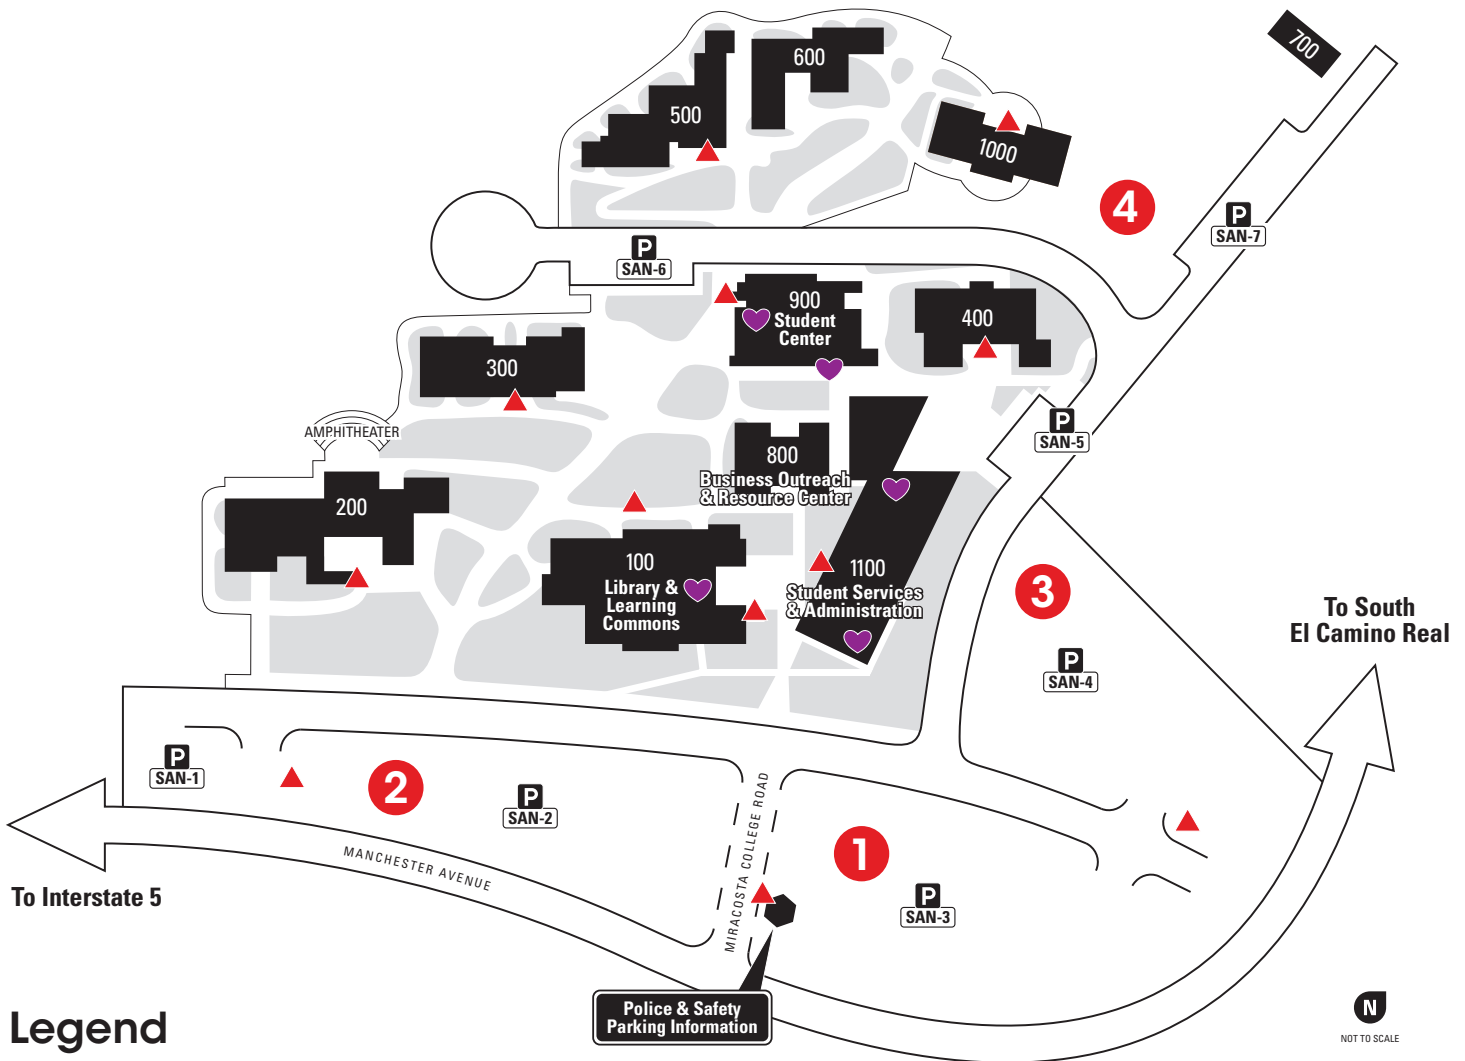 700
600
500
1000
4
P
SAN-7
P
SAN-6
900
Student
Center
400
300
P
SAN-5
AMPHITHEATER
800
Business Outreach
& Resource Center
200
100
Library &
Learning
Commons
1100
Student Services
& Administration
3
To South
El Camino Real
P
SAN-4
P
SAN-1
2
P
SAN-2
MIRACOSTA COLLEGE ROAD
1
MANCHESTER AVENUE
To Interstate 5
P
SAN-3
Police & Safety
Parking Information
N
NOT TO SCALE
Legend